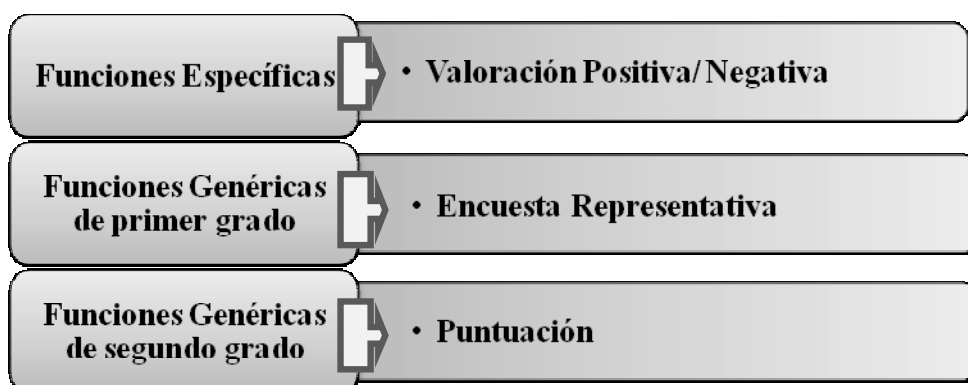 Funciones Específicas
• Valoración Positiva/ Negativa
Funciones Genéricas
de primer grado
• Encuesta Representativa
Funciones Genéricas
de segundo grado
• Puntuación